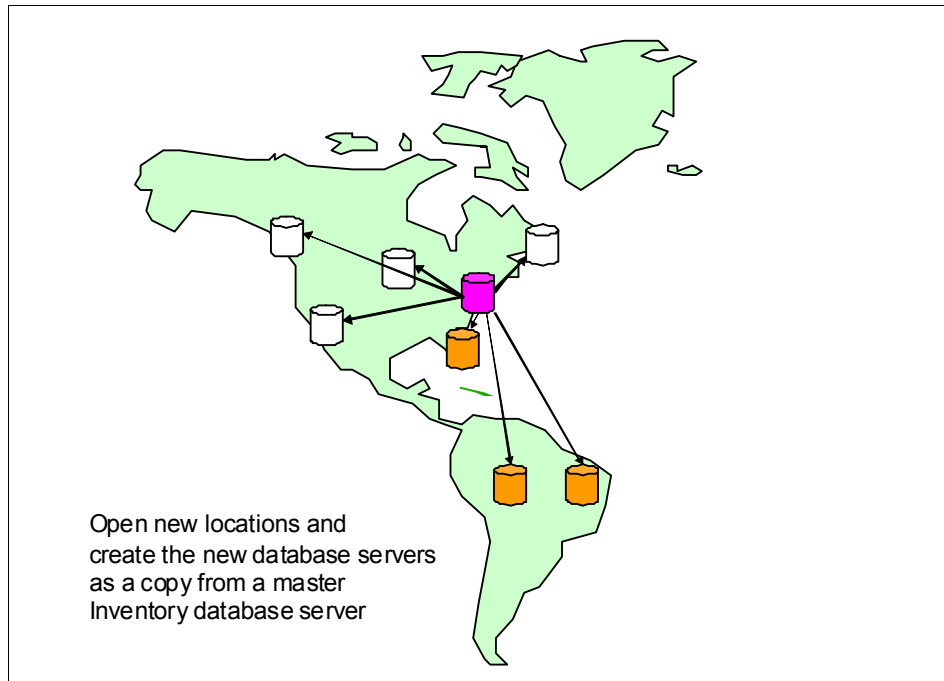 Open new locations and
create the new database servers
as a copy from a master
Inventory database server